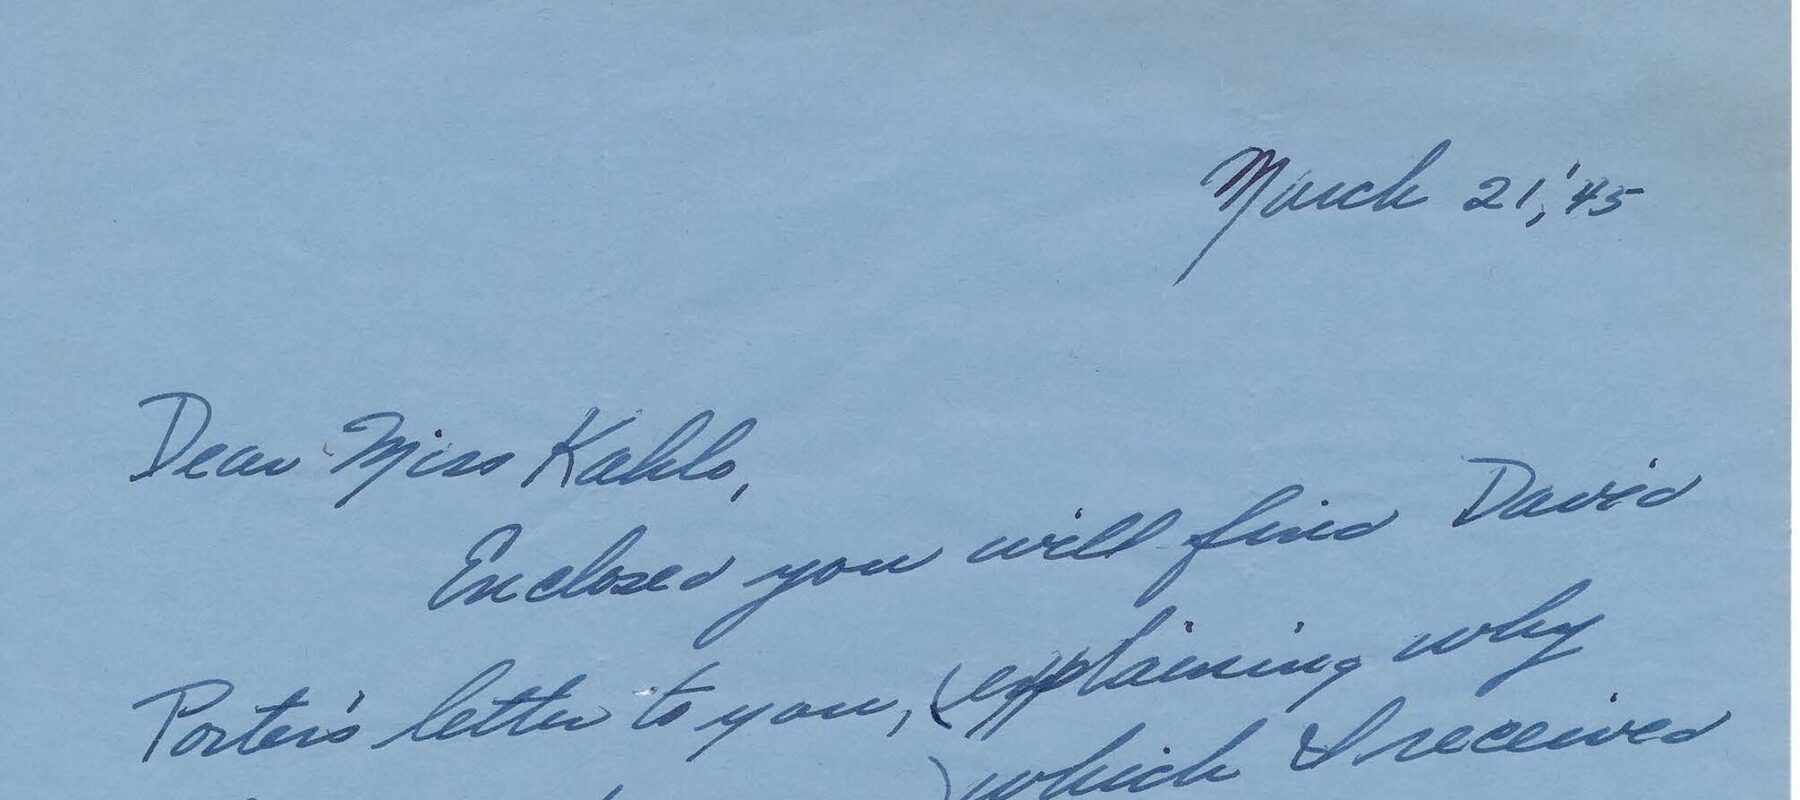 March 21, '45
Dear Miss Kahlo,
Enclosed you will find David
Porter's letter to you, (explaining why
) which I received